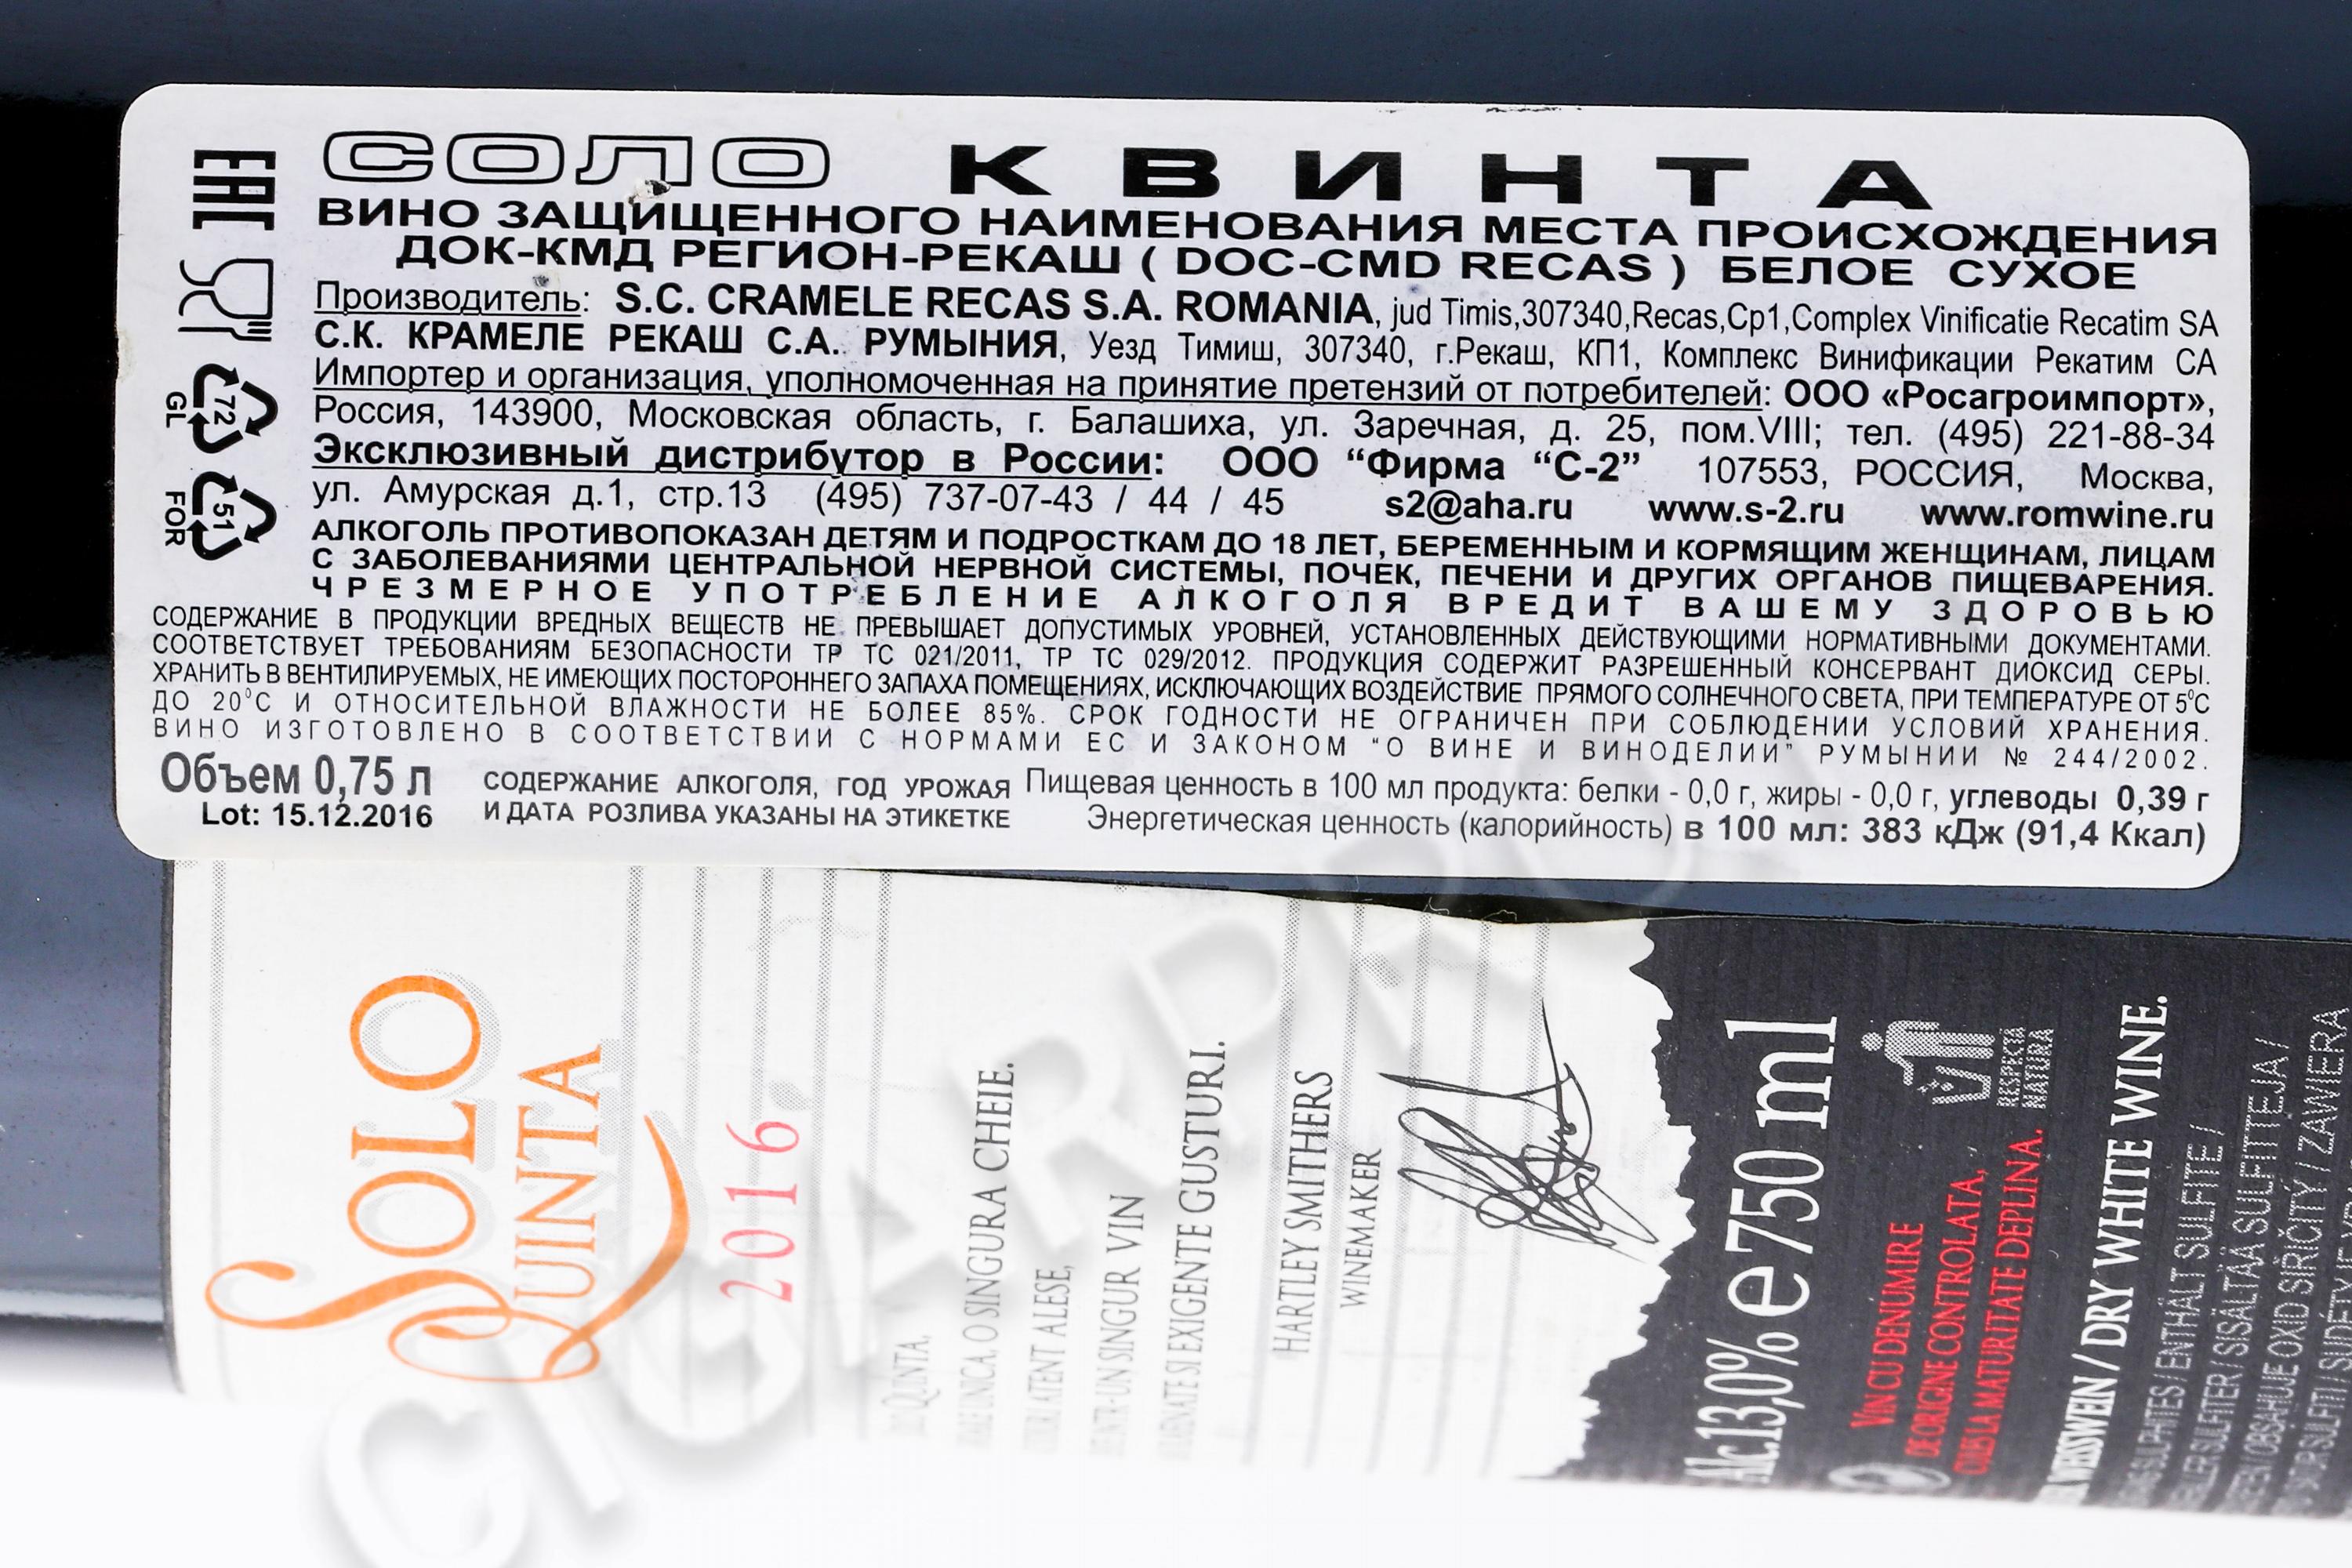 СОЛО КВИНТА
ВИНО ЗАЩИЩЕННОГО НАИМЕНОВАНИЯ МЕСТА ПРОИСХОЖДЕНИЯ
ДОК-КМД РЕГИОН-РЕКАШ ( DOC-CMD RECAS ) БЕЛОЕ СУХОЕ
Производитель: S.C. CRAMELE RECAS S.A. ROMANIA, jud Timis,307340,Recas,Cp1,Complex Vinificatie Recatim SA
С.К. КРАМЕЛЕ РЕКАШ С.А. РУМЫНИЯ, Уезд Тимиш, 307340, г.Рекаш, КП1, Комплекс Винификации Рекатим СА
Импортер и организация, уполномоченная на принятие претензий от потребителей: ООО «Росагроимпорт»,
Россия, 143900, Московская область, г. Балашиха, ул. Заречная, д. 25, пом.VIII; тел. (495) 221-88-34
Эксклюзивный дистрибутор в России: ООО “Фирма “С-2” 107553, РОССИЯ, Москва,
ул. Амурская д.1, стр.13 (495) 737-07-43 / 44 / 45 s2@aha.ru www.s-2.ru www.romwine.ru
АЛКОГОЛЬ ПРОТИВОПОКАЗАН ДЕТЯМ И ПОДРОСТКАМ ДО 18 ЛЕТ, БЕРЕМЕННЫМ И КОРМЯЩИМ ЖЕНЩИНАМ, ЛИЦАМ
С ЗАБОЛЕВАНИЯМИ ЦЕНТРАЛЬНОЙ НЕРВНОЙ СИСТЕМЫ, ПОЧЕК, ПЕЧЕНИ И ДРУГИХ ОРГАНОВ ПИЩЕВАРЕНИЯ.
ЧРЕЗМЕРНОЕ УПОТРЕБЛЕНИЕ АЛКОГОЛЯ ВРЕДИТ ВАШЕМУ ЗДОРОВЬЮ
СОДЕРЖАНИЕ В ПРОДУКЦИИ ВРЕДНЫХ ВЕЩЕСТВ НЕ ПРЕВЫШАЕТ ДОПУСТИМЫХ УРОВНЕЙ, УСТАНОВЛЕННЫХ ДЕЙСТВУЮЩИМИ НОРМАТИВНЫМИ ДОКУМЕНТАМИ.
СООТВЕТСТВУЕТ ТРЕБОВАНИЯМ БЕЗОПАСНОСТИ ТР ТС 021/2011, ТР ТС 029/2012. ПРОДУКЦИЯ СОДЕРЖИТ РАЗРЕШЕННЫЙ КОНСЕРВАНТ ДИОКСИД СЕРЫ.
ХРАНИТЬ В ВЕНТИЛИРУЕМЫХ, НЕ ИМЕЮЩИХ ПОСТОРОННЕГО ЗАПАХА ПОМЕЩЕНИЯХ, ИСКЛЮЧАЮЩИХ ВОЗДЕЙСТВИЕ ПРЯМОГО СОЛНЕЧНОГО СВЕТА, ПРИ ТЕМПЕРАТУРЕ ОТ 5°С
ДО 20°С И ОТНОСИТЕЛЬНОЙ ВЛАЖНОСТИ НЕ БОЛЕЕ 85%. СРОК ГОДНОСТИ НЕ ОГРАНИЧЕН ПРИ СОБЛЮДЕНИИ УСЛОВИЙ ХРАНЕНИЯ.
ВИНО ИЗГОТОВЛЕНО В СООТВЕТСТВИИ С НОРМАМИ ЕС И ЗАКОНОМ “О ВИНЕ И ВИНОДЕЛИИ” РУМЫНИИ № 244/2002.
Объем 0,75 л
Lot: 15.12.2016
СОДЕРЖАНИЕ АЛКОГОЛЯ, ГОД УРОЖАЯ
И ДАТА РОЗЛИВА УКАЗАНЫ НА ЭТИКЕТКЕ
Пищевая ценность в 100 мл продукта: белки - 0,0 г, жиры - 0,0 г, углеводы 0,39 г
Энергетическая ценность (калорийность) в 100 мл: 383 кДж (91,4 Ккал)
EAC
72
GL
51
FOR
SOLO
QUINTA
2016
QUINTA,
O SINGURA CHEIE.
ATENT ALESE,
SINGUR VIN
SI EXIGENTE GUSTURI.
HARTLEY SMITHERS
WINEMAKER
Alc.13,0% e 750 ml
VIN CU DENUMIRE
DE ORIGINE CONTROLATA,
CULES LA MATURITATE DEPLINA.
RESPECTA
NATURA
WEISSWEIN / DRY WHITE WINE.
SULPHITES / ENTHÄLT SULFITE /
SULFITER / SISÄLTÄÄ SULFIITTEJA /
OBSAHUJE OXID SIŘIČITÝ / ZAWIERA
CIGARPRO